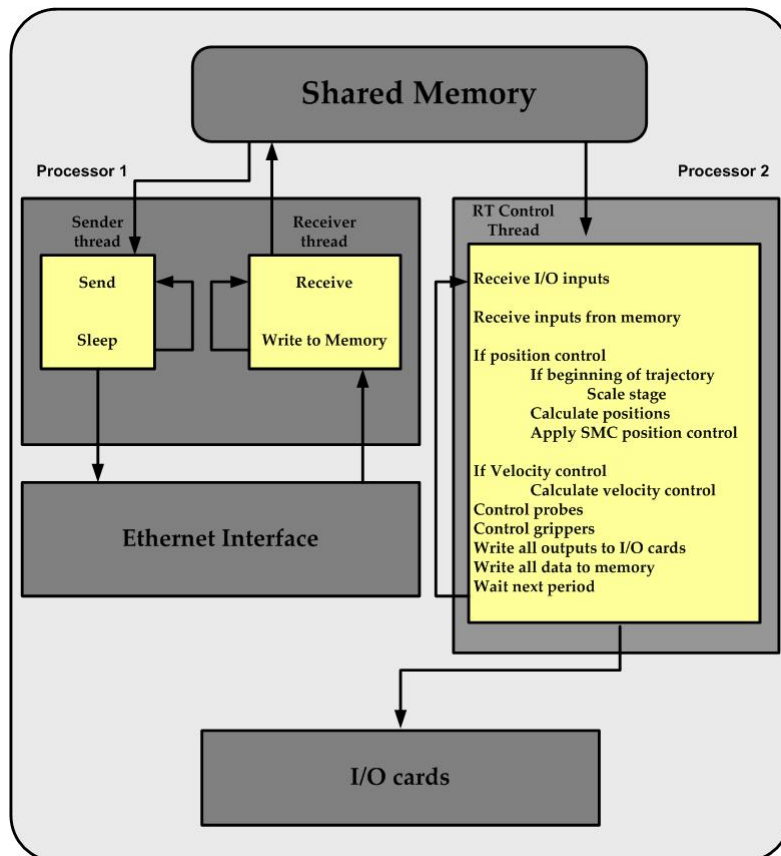 Shared Memory
Processor 1
Processor 2
Sender
thread
Receiver
thread
RT Control
Thread
Send
Sleep
Receive
Write to Memory
Receive I/O inputs
Receive inputs fron memory
If position control
If beginning of trajectory
Scale stage
Calculate positions
Apply SMC position control
If Velocity control
Calculate velocity control
Control probes
Control grippers
Write all outputs to I/O cards
Write all data to memory
Wait next period
Ethernet Interface
I/O cards